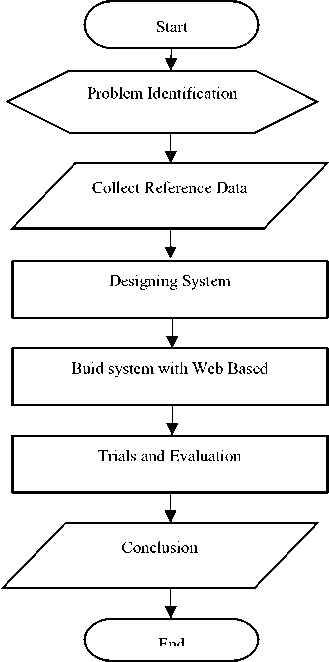 Start
Problem Identification
Collect Reference Data
Designing System
Buid system with Web Based
Trials and Evaluation
Conclusion
End